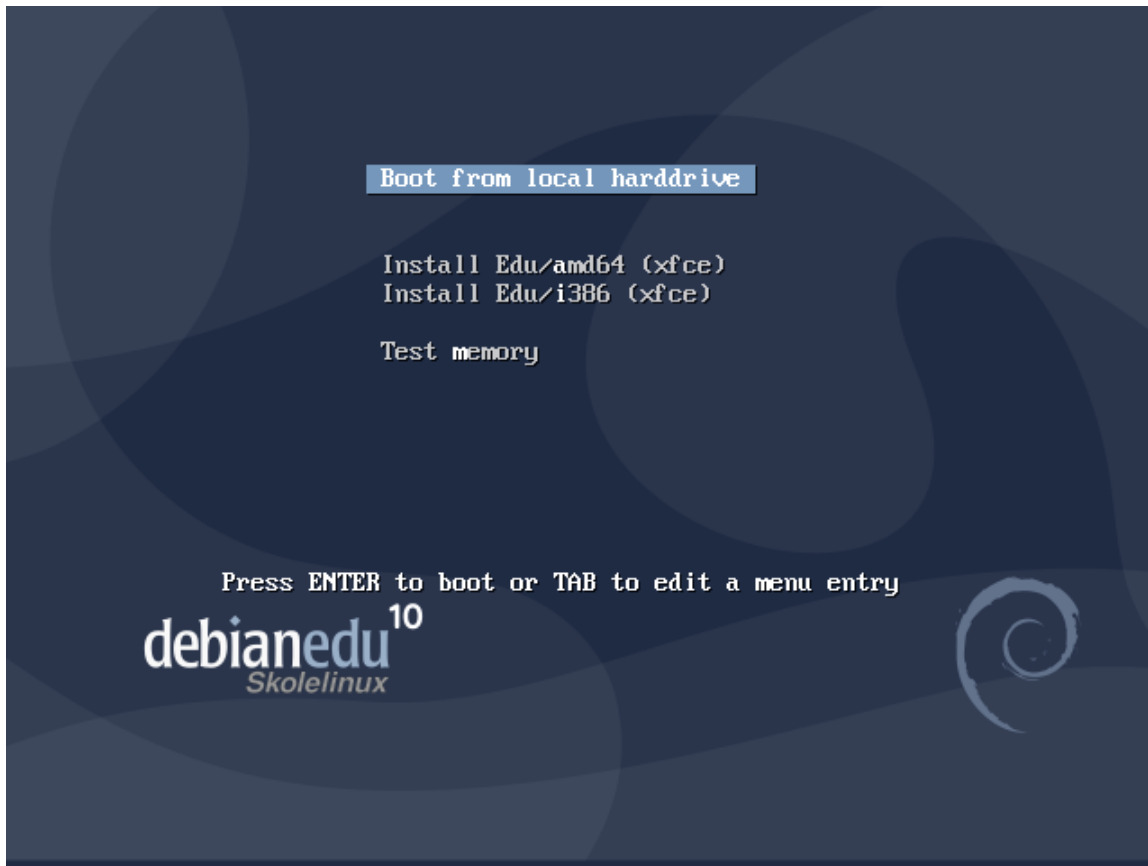 Boot from local harddrive
Install Edu/amd64 (xfce)
Install Edu/i386 (xfce)
Test memory
Press ENTER to boot or TAB to edit a menu entry
debianedu 10
Skolelinux